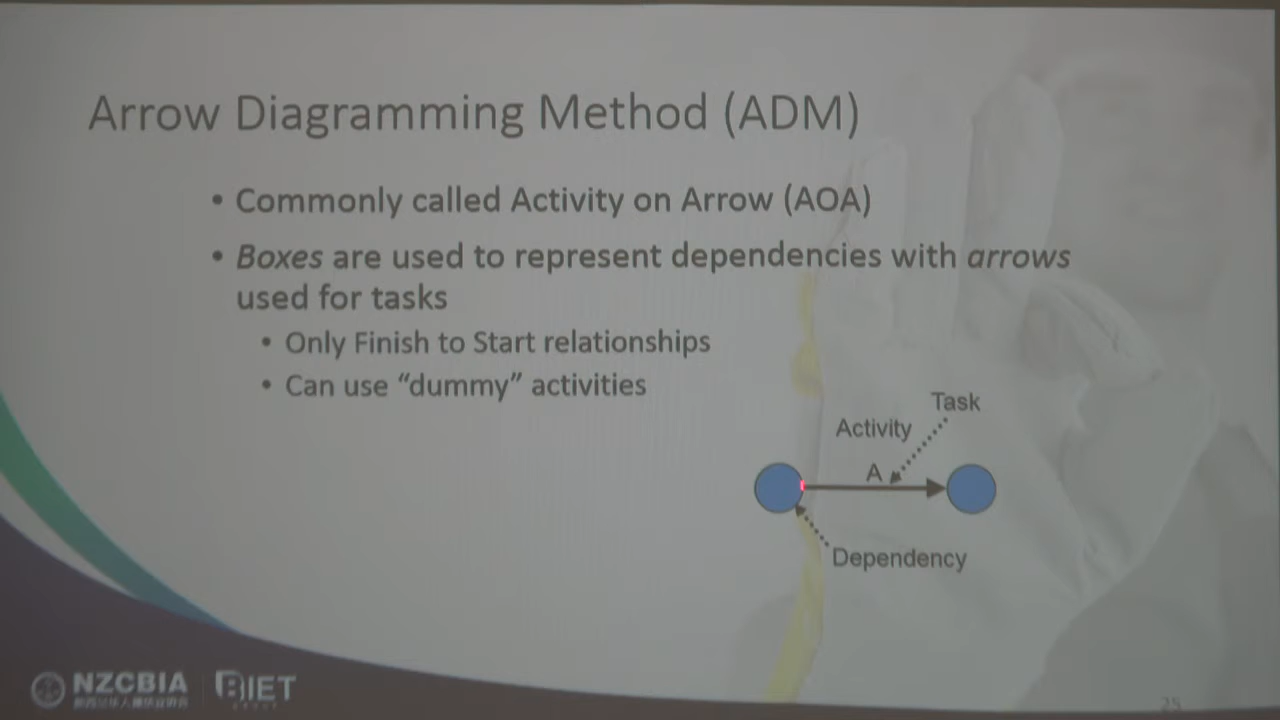 Arrow Diagramming Method (ADM)
• Commonly called Activity on Arrow (AOA)
• Boxes are used to represent dependencies with arrows
used for tasks
• Only Finish to Start relationships
• Can use “dummy” activities
Task
Activity
A
Dependency
NZCBIA
BIET
25